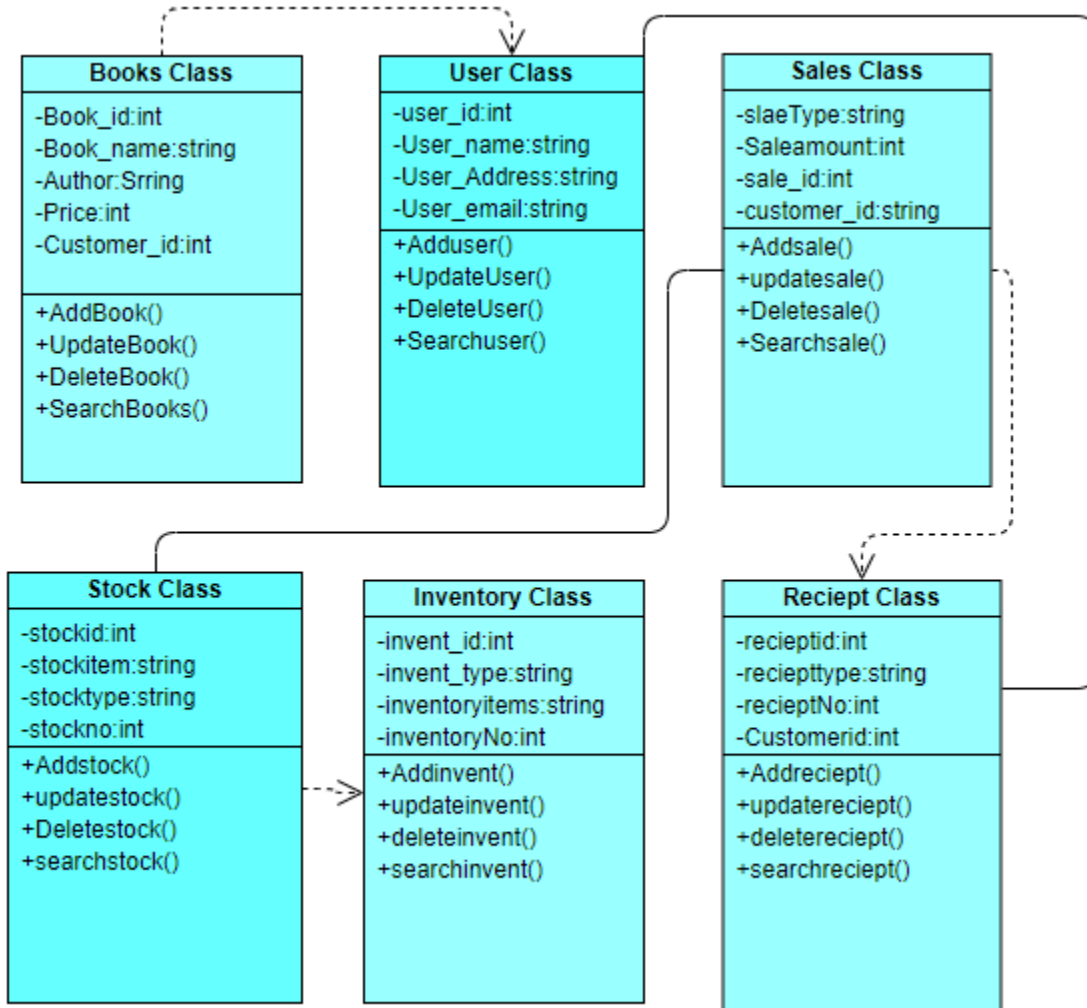 Books Class
-Book_id:int
-Book_name:string
-Author:Srring
-Price:int
-Customer_id:int
+AddBook()
+UpdateBook()
+DeleteBook()
+SearchBooks()
User Class
-user_id:int
-User_name:string
-User_Address:string
-User_email:string
+Adduser()
+UpdateUser()
+DeleteUser()
+Searchuser()
Sales Class
-slaeType:string
-Saleamount:int
-sale_id:int
-customer_id:string
+Addsale()
+updatesale()
+Deletesale()
+Searchsale()
Stock Class
-stockid:int
-stockitem:string
-stocktype:string
-stockno:int
+Addstock()
+updatestock()
+Deletestock()
+searchstock()
Inventory Class
-invent_id:int
-invent_type:string
-inventoryitems:string
-inventoryNo:int
+Addinvent()
+updateinvent()
+deleteinvent()
+searchinvent()
Reciept Class
-recieptid:int
-reciepttype:string
-recieptNo:int
-Customerid:int
+Addreciept()
+updatereciept()
+deletereciept()
+searchreciept()